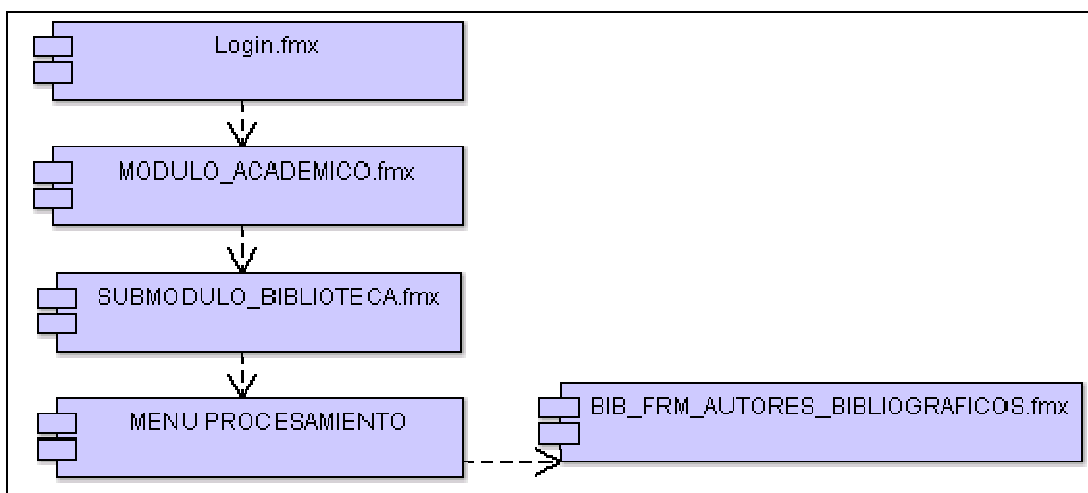 Login.fmx
MODULO_ACADEMICO.fmx
SUBMODULO_BIBLIOTECA.fmx
MENU PROCESAMIENTO
BIB_FRM_AUTORES_BIBLIOGRAFICOS.fmx